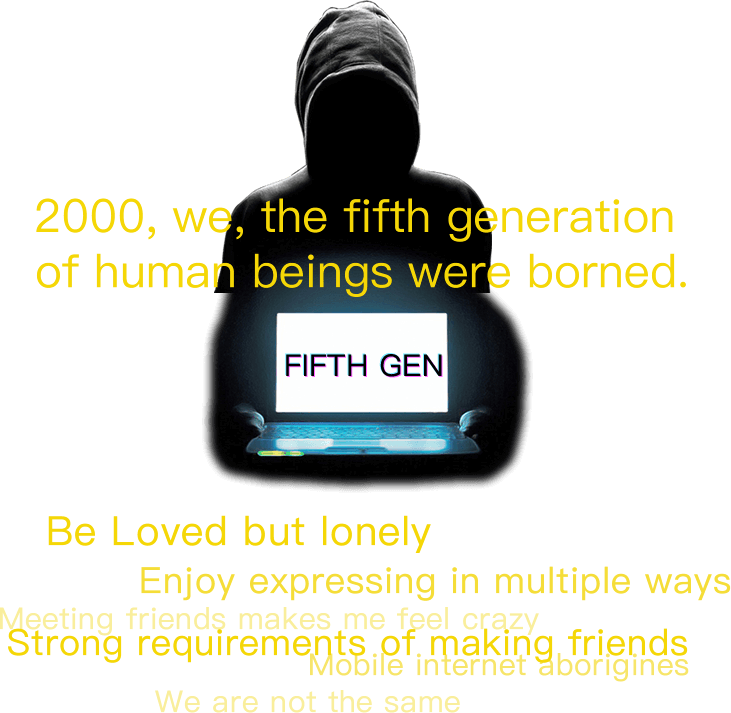 2000, we, the fifth generation
of human beings were borned.
FIFTH GEN
Be Loved but lonely
Enjoy expressing in multiple ways
Meeting friends makes me feel crazy
Strong requirements of making friends
Mobile internet aborigines
We are not the same